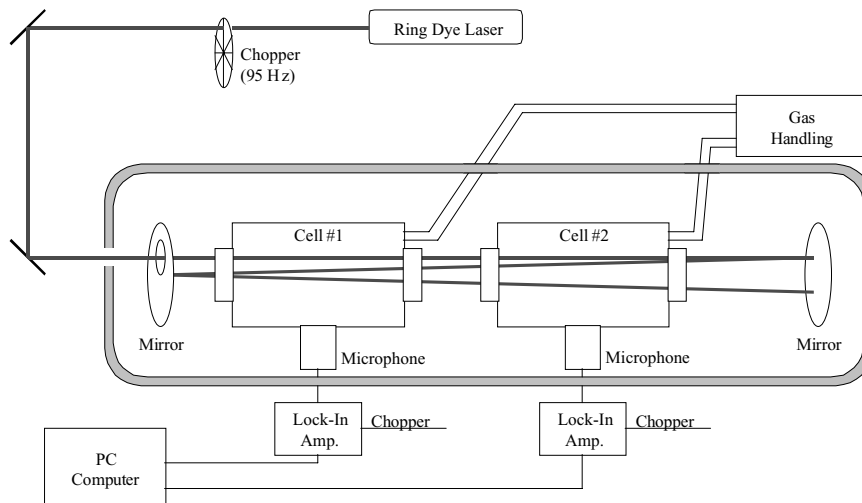 Ring Dye Laser
Chopper
(95 Hz)
Gas
Handling
Cell #1
Cell #2
Mirror
Microphone
Microphone
Mirror
Lock-In
Amp.
Chopper
Lock-In
Amp.
Chopper
PC
Computer